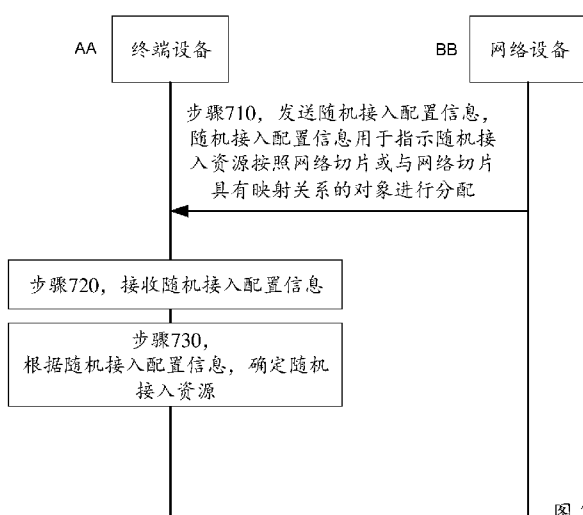 AA
终端设备
BB
网络设备
步骤710，发送随机接入配置信息，
随机接入配置信息用于指示随机接
入资源按照网络切片或与网络切片
具有映射关系的对象进行分配
步骤720，接收随机接入配置信息
步骤730，
根据随机接入配置信息，确定随机
接入资源
图